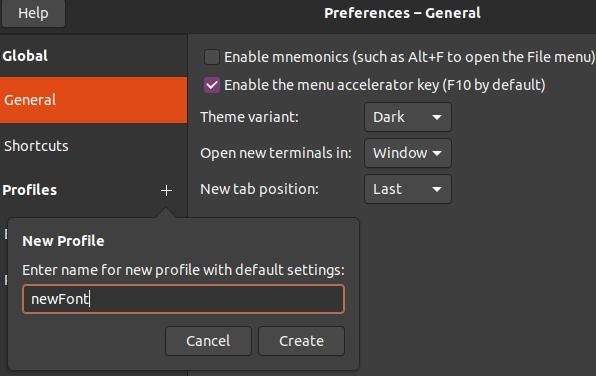 Help
Preferences – General
Global
General
Shortcuts
Profiles
Enable mnemonics (such as Alt+F to open the File menu)
Enable the menu accelerator key (F10 by default)
Theme variant: Dark
Open new terminals in: Window
New tab position: Last
New Profile
Enter name for new profile with default settings:
newFont
Cancel Create